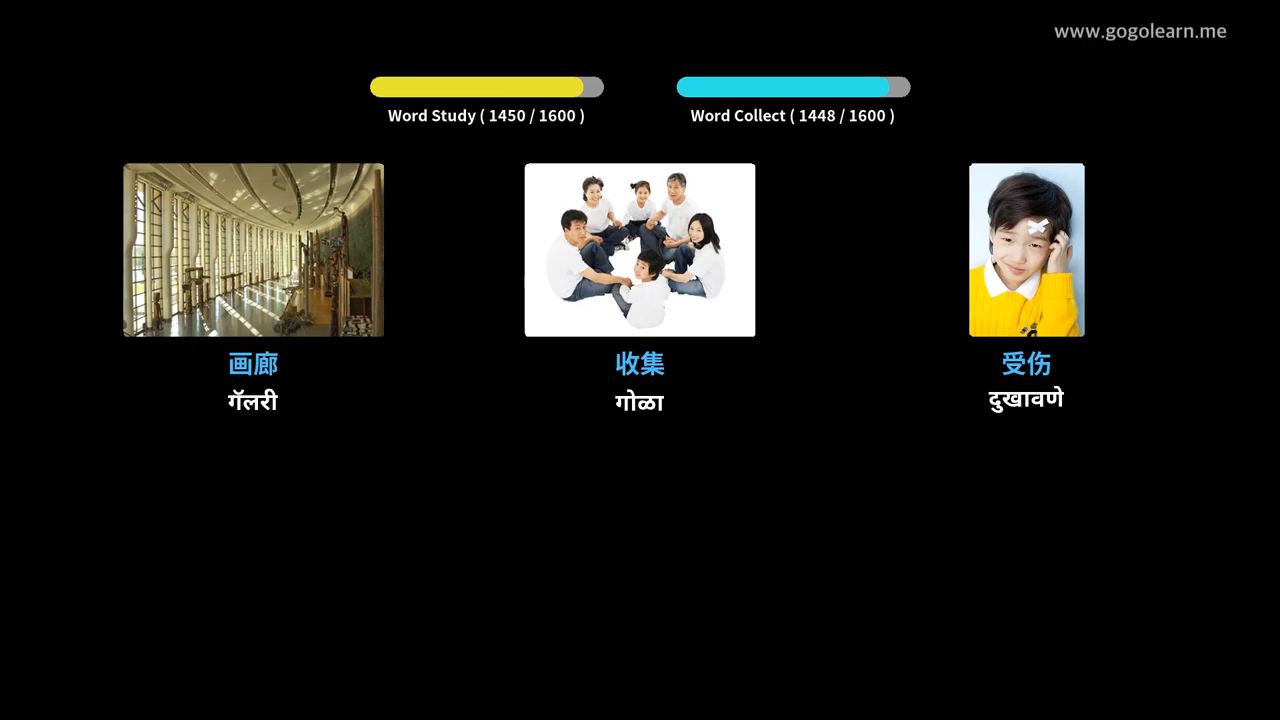 www.gogolearn.me
Word Study ( 1450 / 1600 )
Word Collect ( 1448 / 1600 )
画廊
收集
受伤
गॅलरी
गोळा
दुखावणे